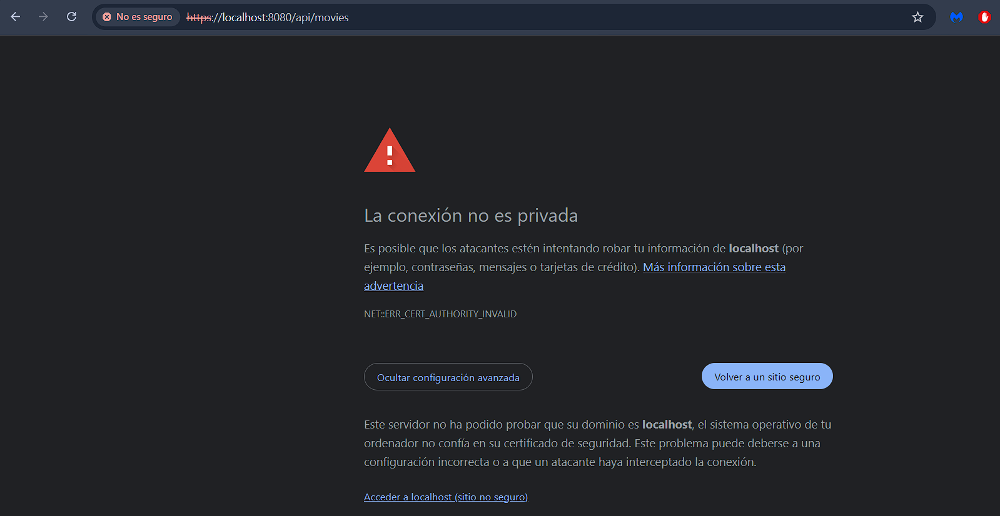 No es seguro https://localhost:8080/api/movies
La conexión no es privada
Es posible que los atacantes estén intentando robar tu información de localhost (por
ejemplo, contraseñas, mensajes o tarjetas de crédito). Más información sobre esta
advertencia
NET::ERR_CERT_AUTHORITY_INVALID
Ocultar configuración avanzada Volver a un sitio seguro
Este servidor no ha podido probar que su dominio es localhost, el sistema operativo de tu
ordenador no confía en su certificado de seguridad. Este problema puede deberse a una
configuración incorrecta o a que un atacante haya interceptado la conexión.
Acceder a localhost (sitio no seguro)